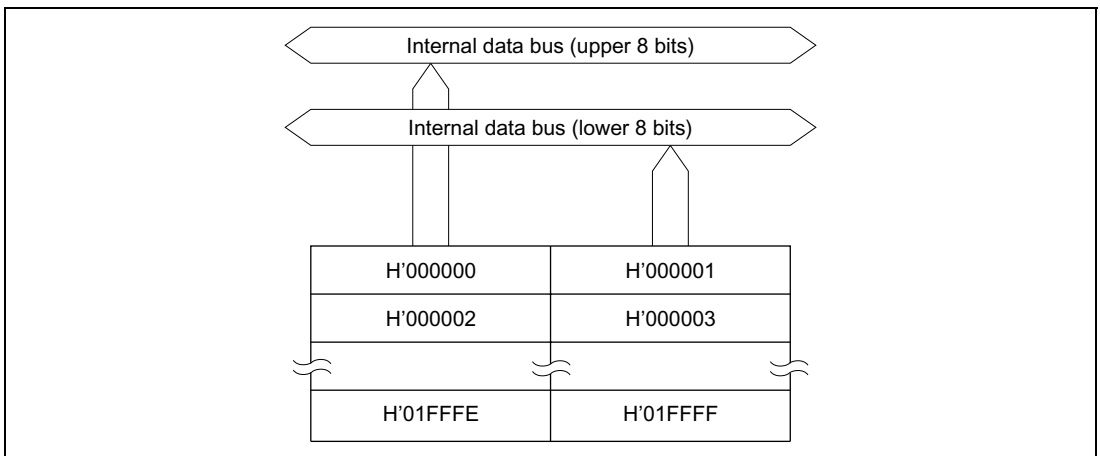 Internal data bus (upper 8 bits)
Internal data bus (lower 8 bits)
H'000000 H'000001
H'000002 H'000003
H'01FFFE H'01FFFF